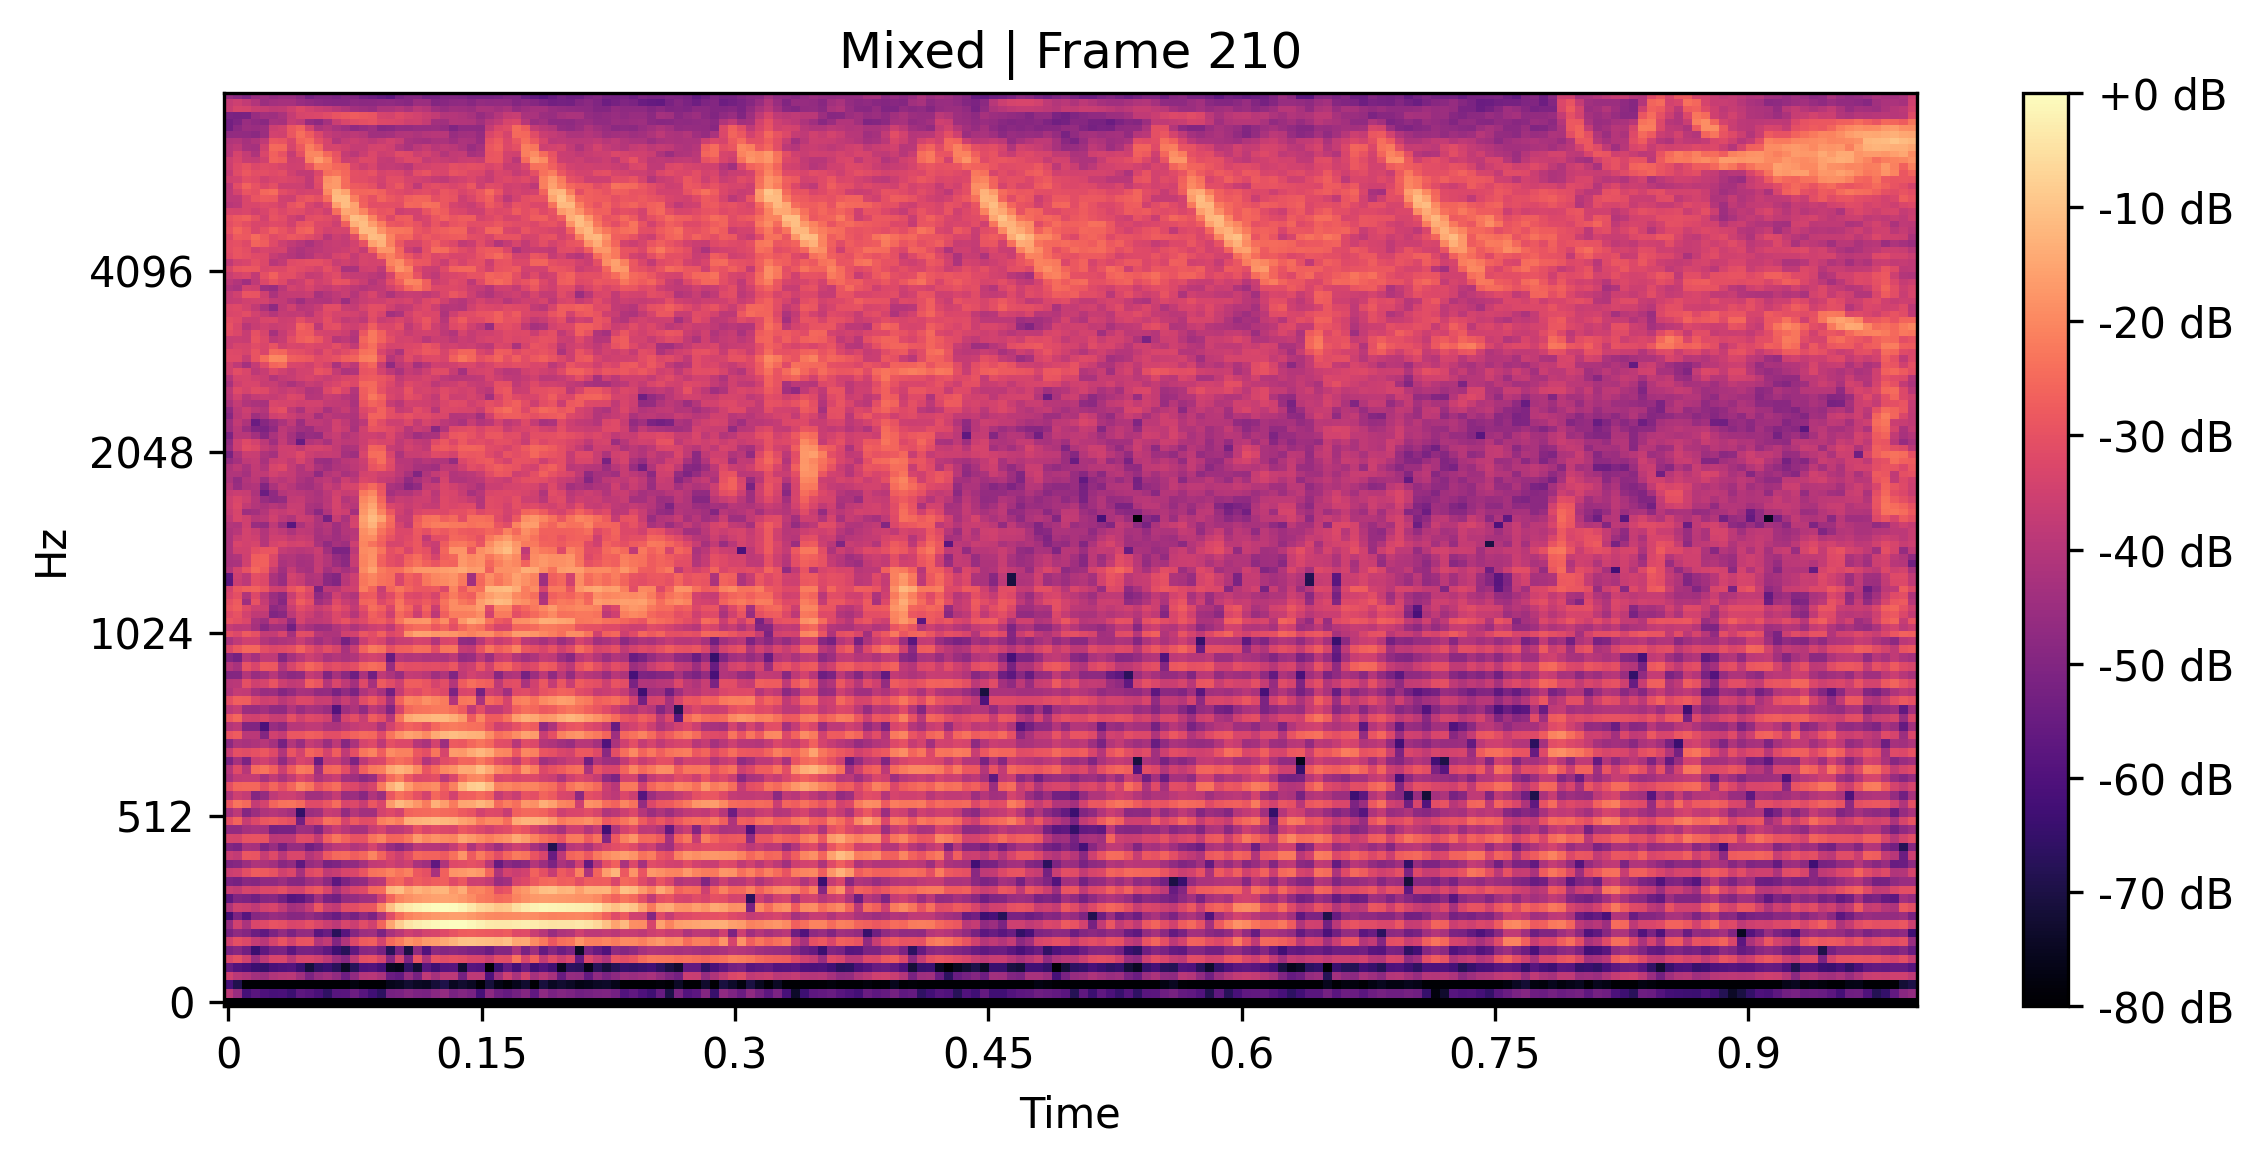 Mixed | Frame 210
+0 dB
-10 dB
-20 dB
-30 dB
-40 dB
-50 dB
-60 dB
-70 dB
-80 dB
4096
2048
1024
512
0
Hz
0 0.15 0.3 0.45 0.6 0.75 0.9
Time